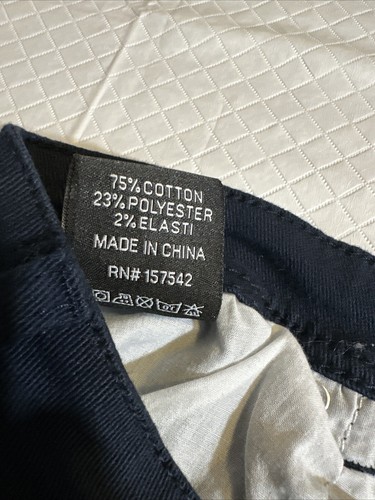 75%COTTON
23%POLYESTER
2%ELASTI
MADE IN CHINA
RN# 157542